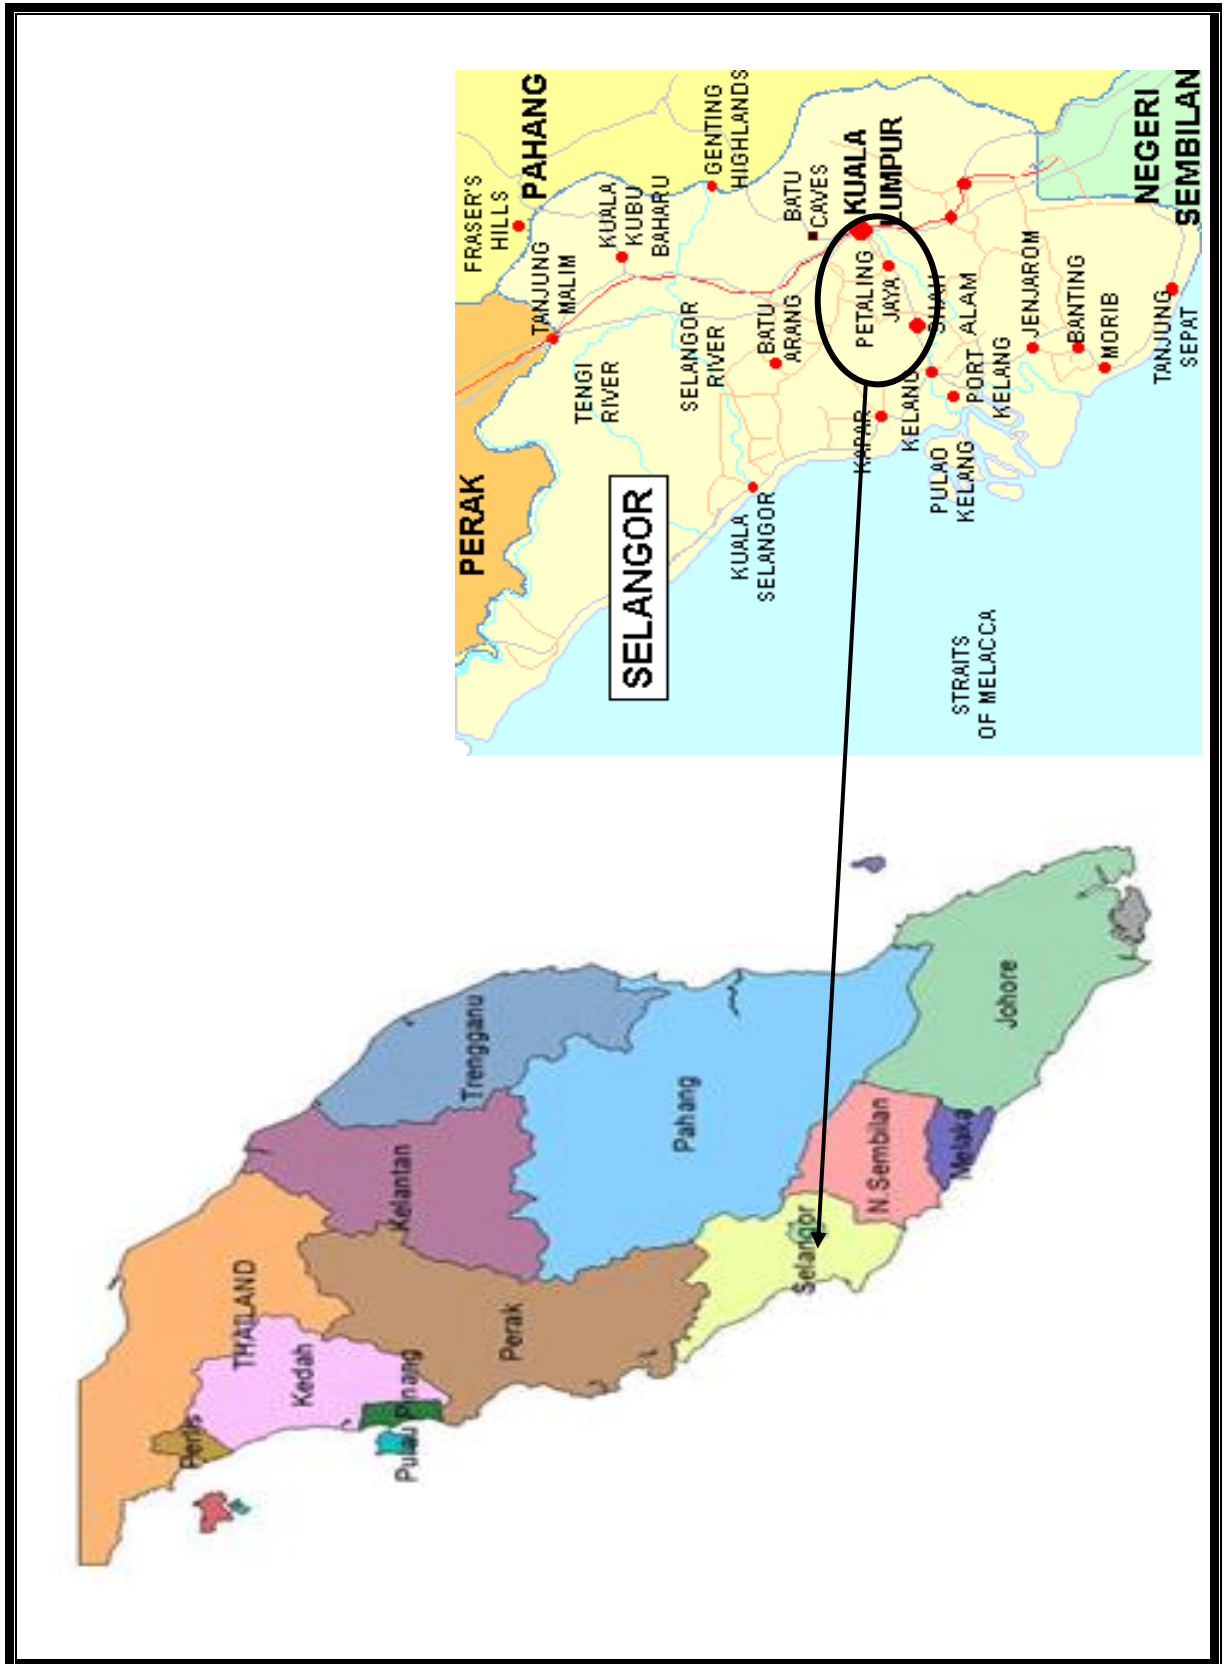 THAILAND
Perlis
Kedah
Pulau Pinang
Kelantan
Trengganu
Perak
Pahang
Selangor
N.Sembilan
Melaka
Johore
SELANGOR
PERAK
PAHANG
NEGERI
SEMBILAN
FRASER'S
HILLS
TANJUNG
MALIM
KUALA
KUBU
BAHARU
GENTING
HIGHLANDS
TENGI
RIVER
SELANGOR
RIVER
BATU
ARANG
BATU
CAVES
KUALA
LUMPUR
PETALING
JAYA
SHAH
ALAM
KUALA
SELANGOR
KAPAR
KELANG
PORT
KELANG
PULAO
KELANG
JENJAROM
BANTING
MORIB
TANJUNG
SEPAT
STRAITS
OF MELACCA